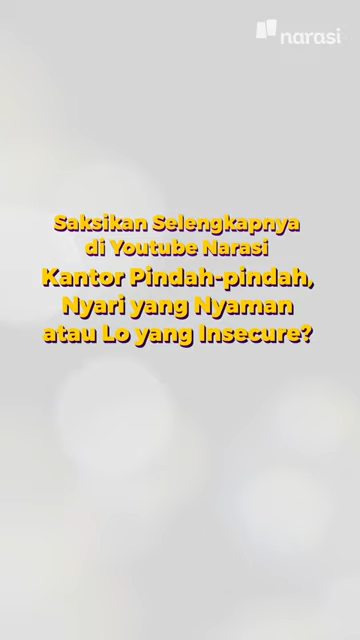 narasi
Saksikan Selengkapnya
di Youtube Narasi
Kantor Pindah-pindah,
Nyari yang Nyaman
atau Lo yang Insecure?